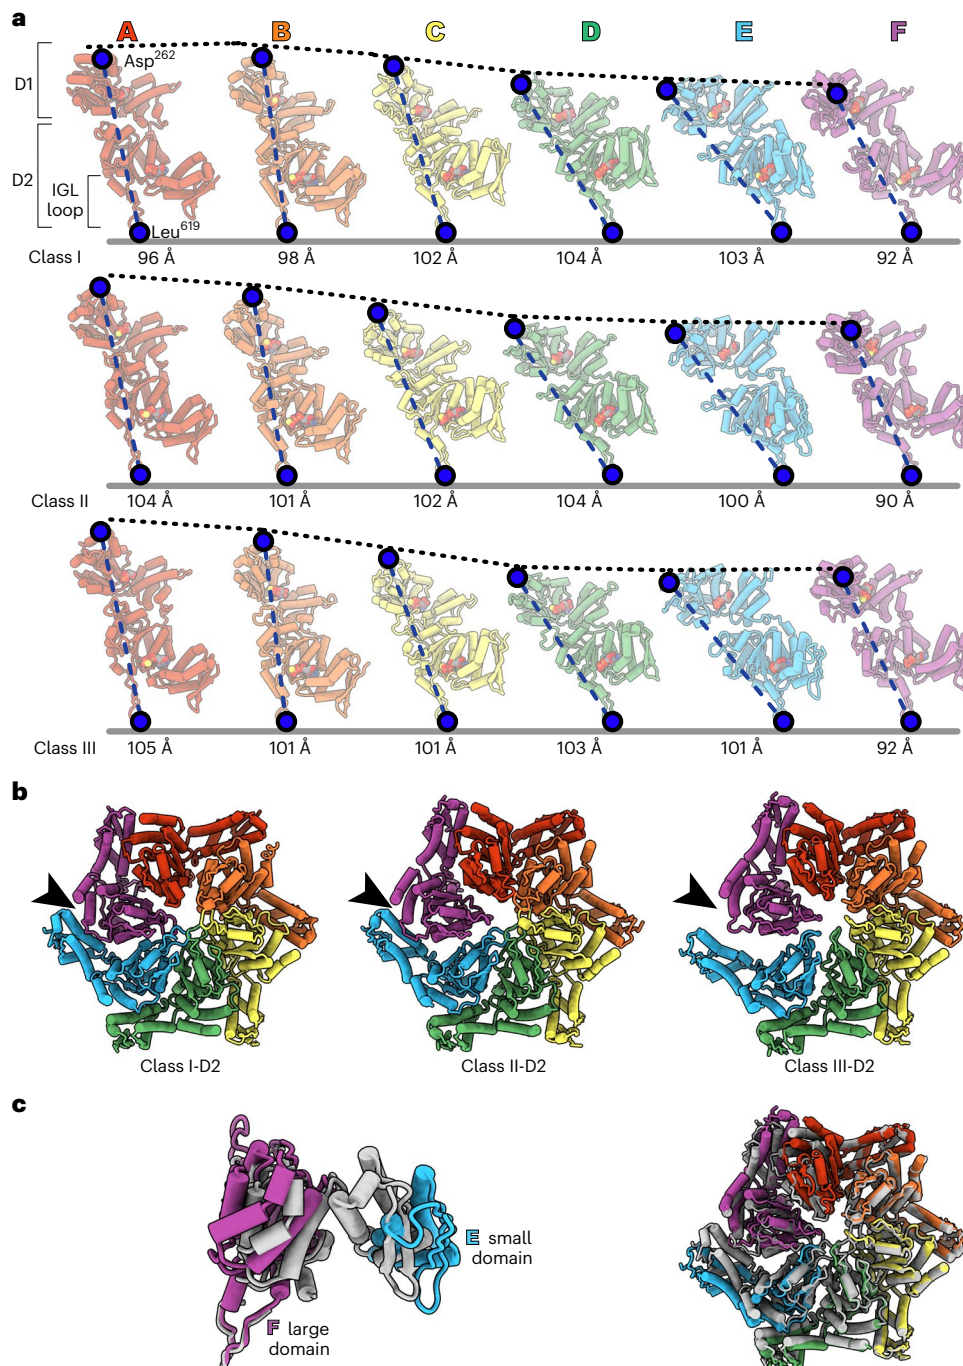 a
A B C D E F
D1
Asp262
D2
IGL
loop
Leu619
Class I 96 Å 98 Å 102 Å 104 Å 103 Å 92 Å
Class II 104 Å 101 Å 102 Å 104 Å 100 Å 90 Å
Class III 105 Å 101 Å 101 Å 103 Å 101 Å 92 Å
b
Class I-D2 Class II-D2 Class III-D2
c
E small
domain
F large
domain